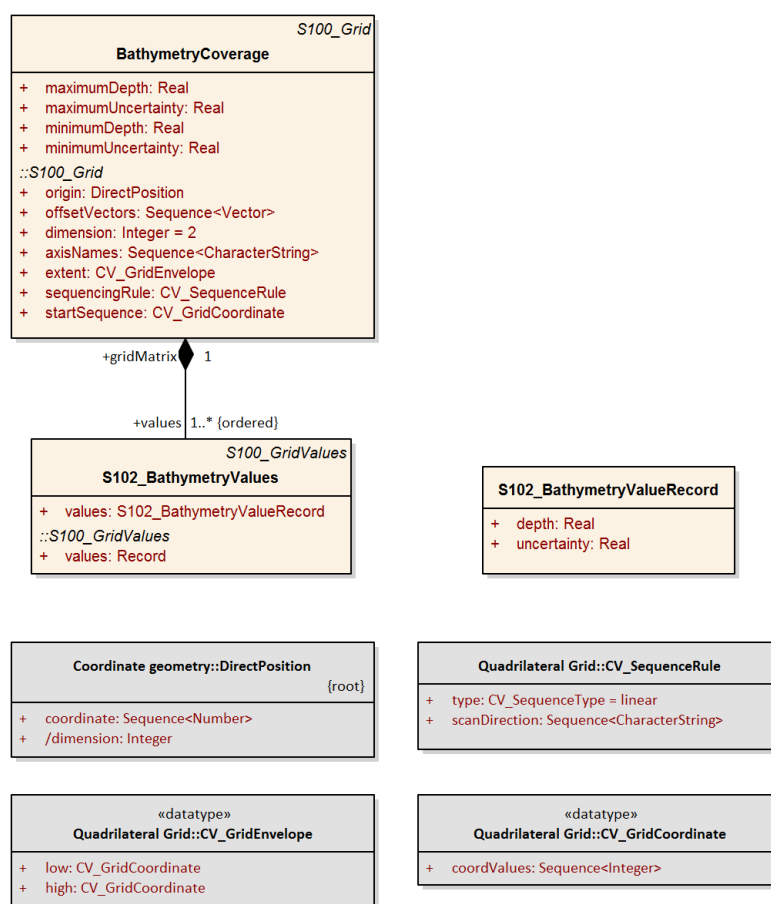 S100_Grid
BathymetryCoverage
+ maximumDepth: Real
+ maximumUncertainty: Real
+ minimumDepth: Real
+ minimumUncertainty: Real
::S100_Grid
+ origin: DirectPosition
+ offsetVectors: Sequence<Vector>
+ dimension: Integer = 2
+ axisNames: Sequence<CharacterString>
+ extent: CV_GridEnvelope
+ sequencingRule: CV_SequenceRule
+ startSequence: CV_GridCoordinate
+gridMatrix 1
+values 1..* {ordered}
S100_GridValues
S102_BathymetryValues
+ values: S102_BathymetryValueRecord
::S100_GridValues
+ values: Record
S102_BathymetryValueRecord
+ depth: Real
+ uncertainty: Real
Coordinate geometry::DirectPosition
{root}
+ coordinate: Sequence<Number>
+ /dimension: Integer
Quadrilateral Grid::CV_SequenceRule
+ type: CV_SequenceType = linear
+ scanDirection: Sequence<CharacterString>
«datatype»
Quadrilateral Grid::CV_GridEnvelope
+ low: CV_GridCoordinate
+ high: CV_GridCoordinate
«datatype»
Quadrilateral Grid::CV_GridCoordinate
+ coordValues: Sequence<Integer>